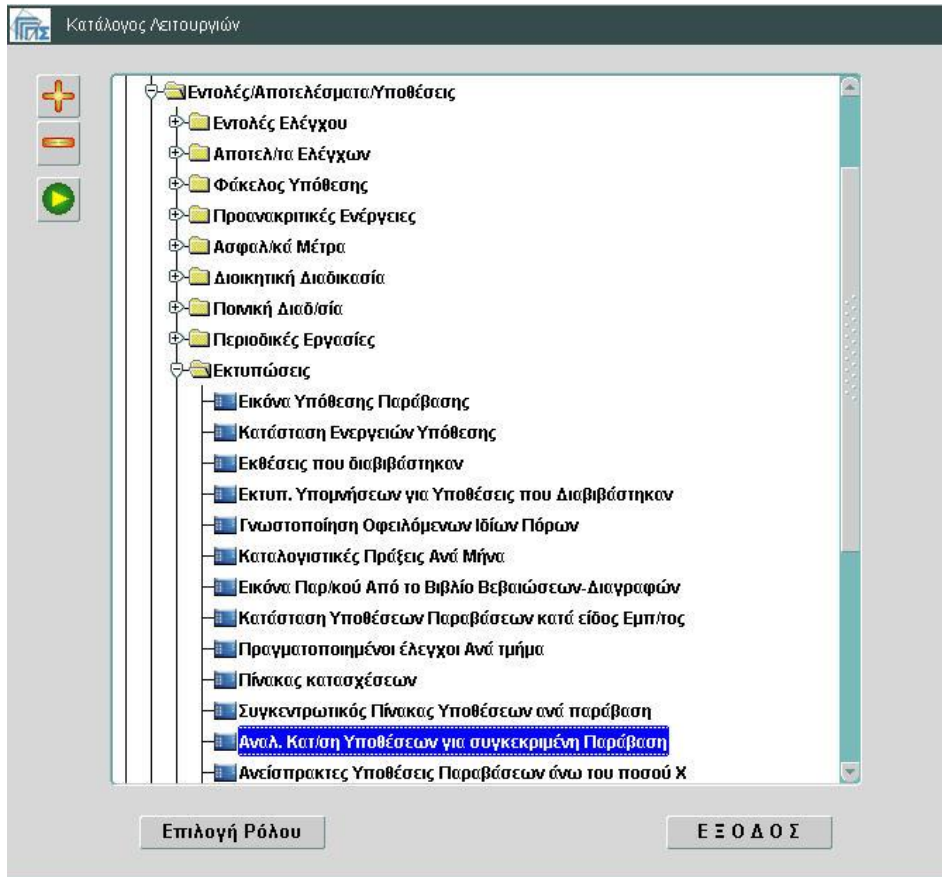 Κατάλογος Λειτουργιών
Εντολές/Αποτελέσματα/Υποθέσεις
Εντολές Ελέγχου
Αποτελ/τα Ελέγχων
Φάκελος Υπόθεσης
Προανακριτικές Ενέργειες
Ασφαλ/κά Μέτρα
Διοικητική Διαδικασία
Ποινική Διαδ/σία
Περιοδικές Εργασίες
Εκτυπώσεις
Εικόνα Υπόθεσης Παράβασης
Κατάσταση Ενεργειών Υπόθεσης
Εκθέσεις που διαβιβάστηκαν
Εκτυπ. Υπομνήσεων για Υποθέσεις που Διαβιβάστηκαν
Γνωστοποίηση Οφειλόμενων Ιδίων Πόρων
Καταλογιστικές Πράξεις Ανά Μήνα
Εικόνα Παρ/κού Από το Βιβλίο Βεβαιώσεων-Διαγραφών
Κατάσταση Υποθέσεων Παραβάσεων κατά είδος Εμπ/τος
Πραγματοποιημένοι έλεγχοι Ανά τμήμα
Πίνακας κατασχέσεων
Συγκεντρωτικός Πίνακας Υποθέσεων ανά παράβαση
Αναλ. Κατ/ση Υποθέσεων για συγκεκριμένη Παράβαση
Ανείσπρακτες Υποθέσεις Παραβάσεων άνω του ποσού Χ
Επιλογή Ρόλου
Ε Ξ Ο Δ Ο Σ